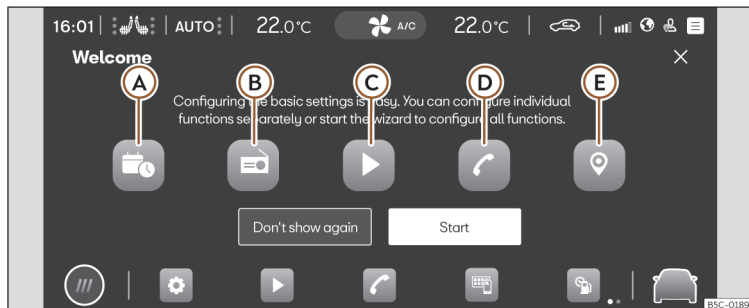 16:01 AUTO 22.0°C A/C 22.0°C
Welcome
A B C D E
Configuring the basic settings is easy. You can configure individual
functions separately or start the wizard to configure all functions.
Don't show again Start
B5C-0189